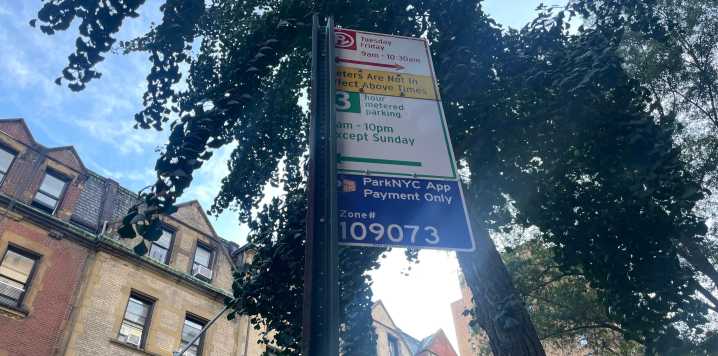 Tuesday
Friday
9am - 10:30am
eters Are Not In
ffect Above Times
3 hour
metered
parking
am - 10pm
xcept Sunday
ParkNYC App
Payment Only
Zone#
109073